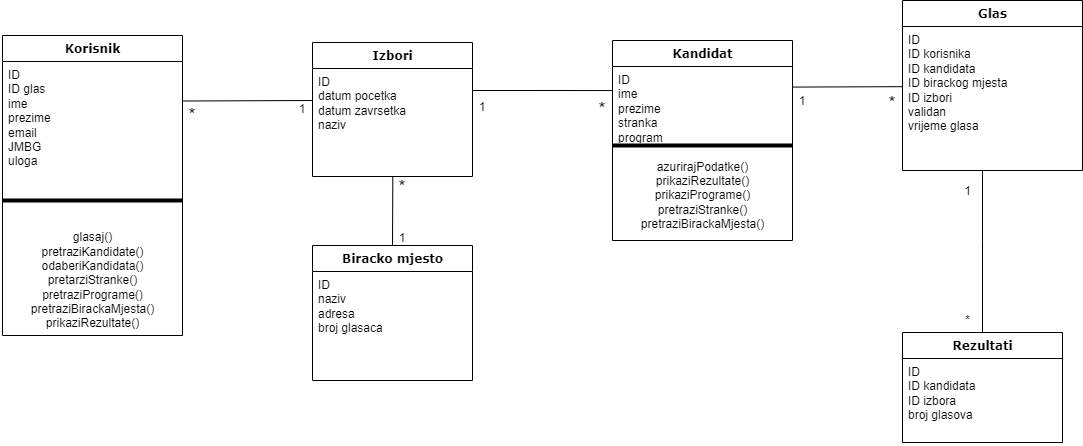 Korisnik
ID
ID glas
ime
prezime
email
JMBG
uloga
glasaj()
pretraziKandidate()
odaberiKandidata()
pretarziStranke()
pretraziPrograme()
pretraziBirackaMjesta()
prikaziRezultate()
*
1
Izbori
ID
datum pocetka
datum zavrsetka
naziv
*
1
Biracko mjesto
ID
naziv
adresa
broj glasaca
1
*
Kandidat
ID
ime
prezime
stranka
program
azurirajPodatke()
prikaziRezultate()
prikaziPrograme()
pretraziStranke()
pretraziBirackaMjesta()
1
*
Glas
ID
ID korisnika
ID kandidata
ID birackog mjesta
ID izbori
validan
vrijeme glasa
1
*
Rezultati
ID
ID kandidata
ID izbora
broj glasova